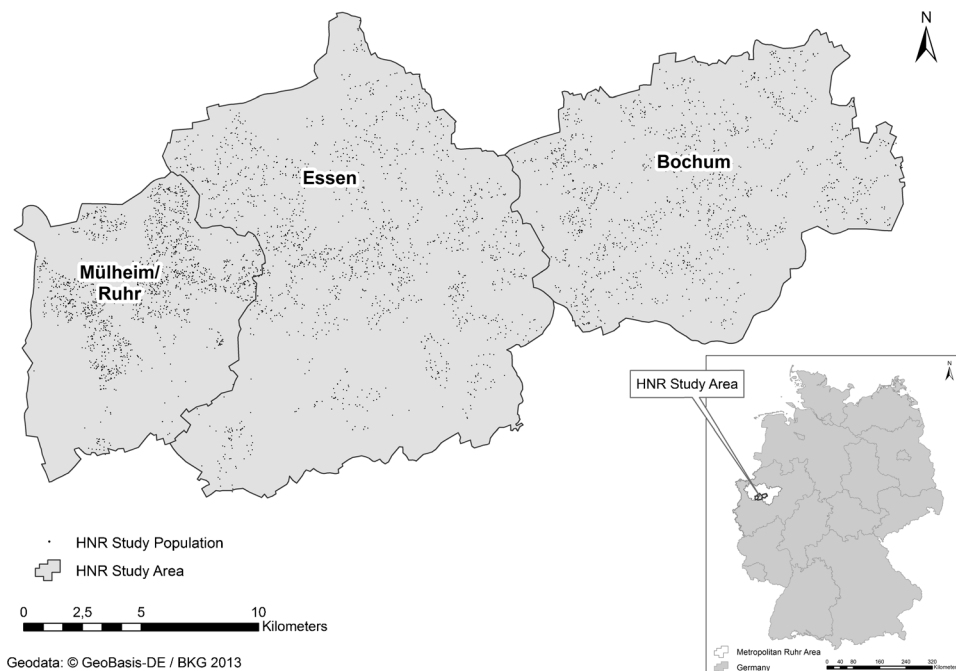 N
Essen
Bochum
Mülheim/
Ruhr
HNR Study Population
HNR Study Area
0 2,5 5 10
Kilometers
Geodata: © GeoBasis-DE / BKG 2013
N
HNR Study Area
Metropolitan Ruhr Area
Germany
0 40 80 160 240 320